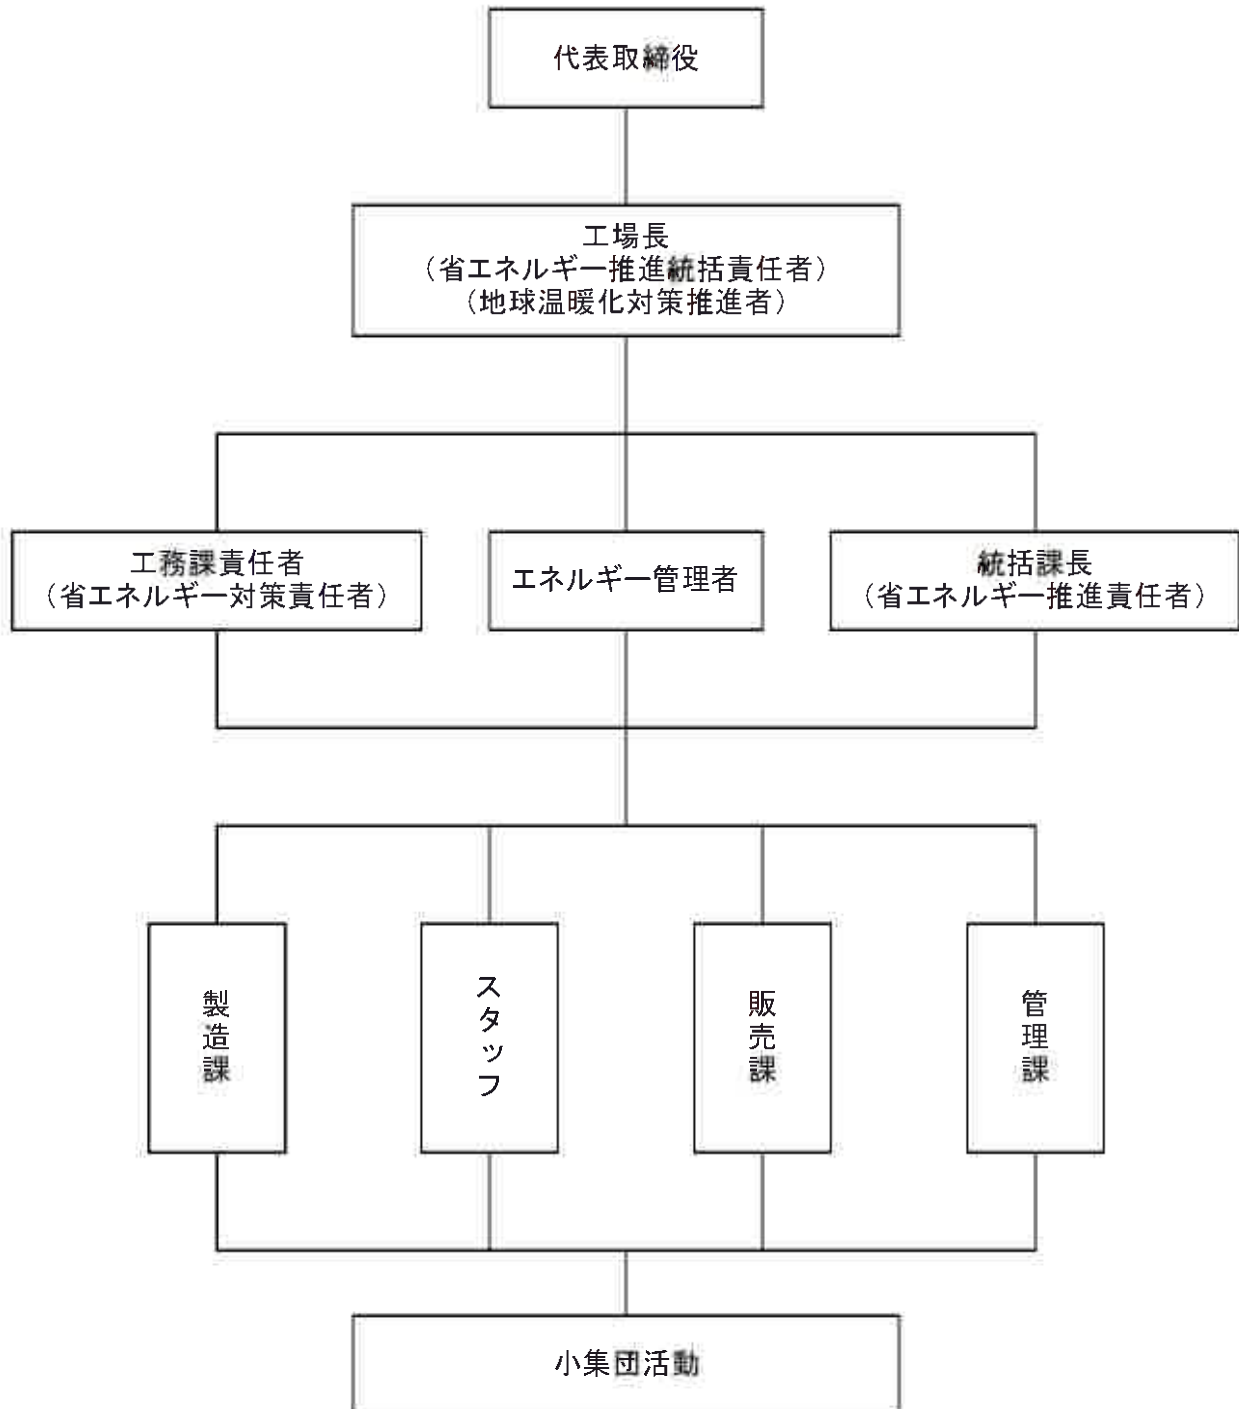 代表取締役
工場長
（省エネルギー推進統括責任者）
（地球温暖化対策推進者）
工務課責任者
（省エネルギー対策責任者）
エネルギー管理者
統括課長
（省エネルギー推進責任者）
製造課
スタッフ
販売課
管理課
小集団活動